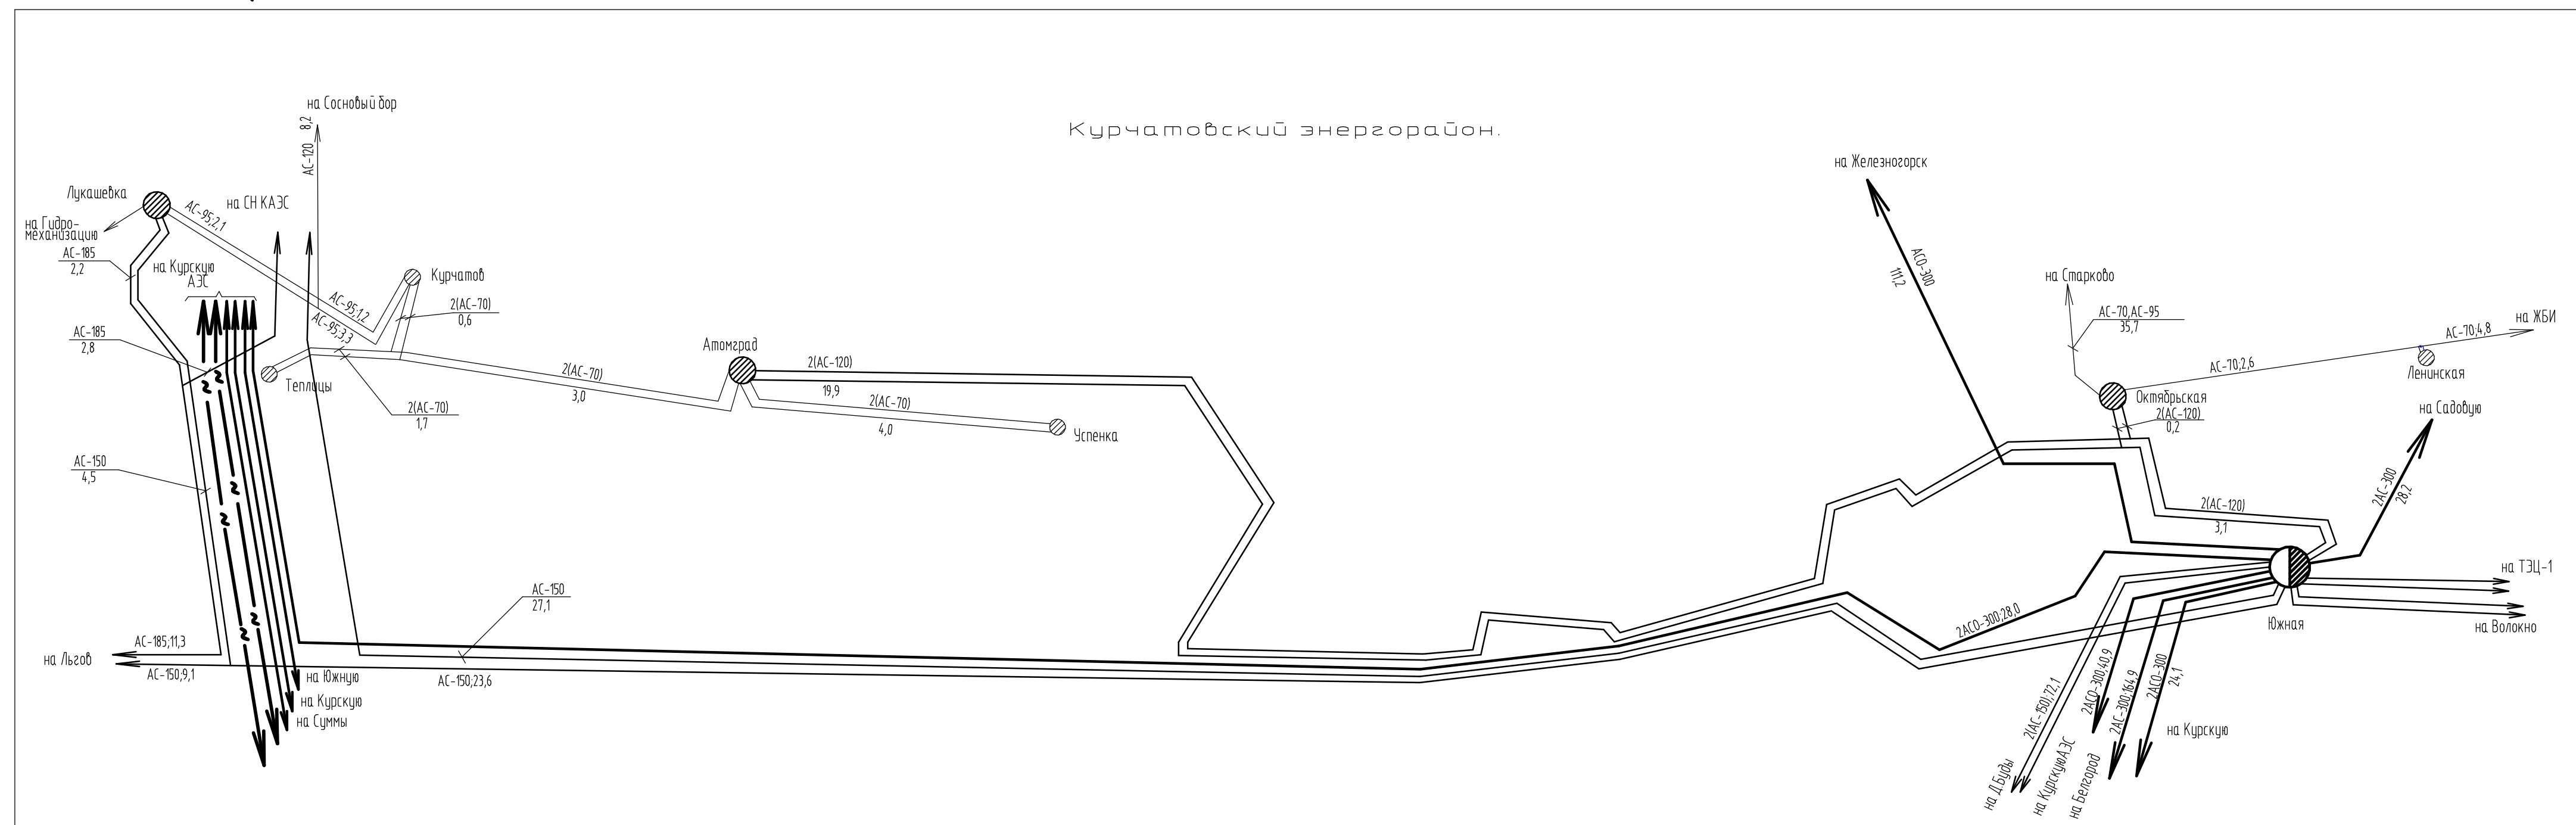 Курчатовский энергорайон.
на Сосновый бор
АС-120 8,2
Лукашевка
на СН КАЭС
на Гидро-
механизацию
АС-95;2,1
АС-185
2,2
на Курскую
АЭС
Курчатов
АС-95;1,2
АС-95;3,3
2(АС-70)
0,6
АС-185
2,8
Теплицы
2(АС-70)
1,7
2(АС-70)
3,0
Атомград
2(АС-120)
19,9
2(АС-70)
4,0
Успенка
АС-150
4,5
АС-150
27,1
на Льгов
АС-185;11,3
АС-150;9,1
АС-150;23,6
на Южную
на Курскую
на Суммы
на Железногорск
АСО-300
111,2
на Старково
АС-70,АС-95
35,7
на ЖБИ
АС-70;4,8
АС-70;2,6
Ленинская
Октябрьская
2(АС-120)
0,2
на Садовую
2АС-300
28,2
2(АС-120)
3,1
на ТЭЦ-1
на Волокно
Южная
2АСО-300;28,0
2(АС-150);72,1
2АСО-300;40,9
2АС-300;164,9
2АСО-300
24,1
на Курскую
на Д.Буды
на КурскуюАЭС
на Белгород